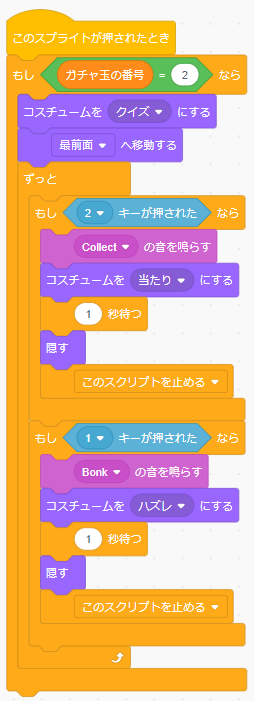 このスプライトが押されたとき
もし ガチャ玉の番号 = 2 なら
コスチュームを クイズ にする
最前面 へ移動する
ずっと
もし 2 キーが押された なら
Collect の音を鳴らす
コスチュームを 当たり にする
1 秒待つ
隠す
このスクリプトを止める
もし 1 キーが押された なら
Bonk の音を鳴らす
コスチュームを ハズレ にする
1 秒待つ
隠す
このスクリプトを止める